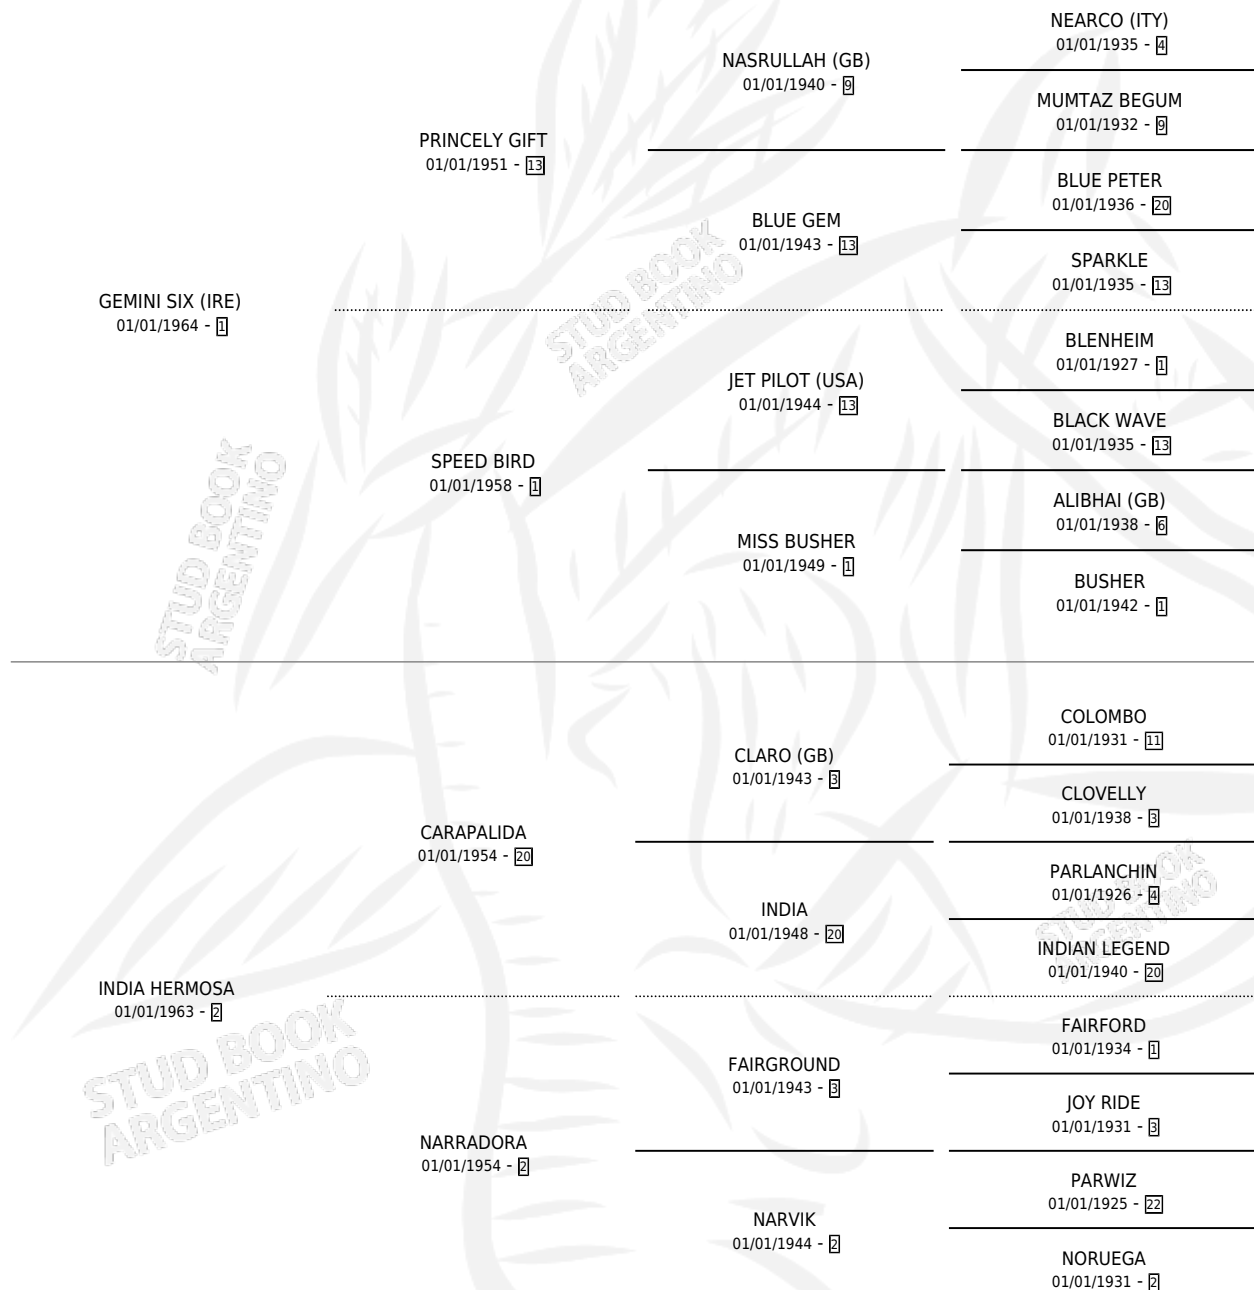 NEARCO (ITY)
01/01/1935 - 4
NASRULLAH (GB)
01/01/1940 - 9
MUMTAZ BEGUM
01/01/1932 - 9
PRINCELY GIFT
01/01/1951 - 13
BLUE PETER
01/01/1936 - 20
BLUE GEM
01/01/1943 - 13
SPARKLE
01/01/1935 - 13
GEMINI SIX (IRE)
01/01/1964 - 1
STUD BOOK
ARGENTINO
BLENHEIM
01/01/1927 - 1
JET PILOT (USA)
01/01/1944 - 13
BLACK WAVE
01/01/1935 - 13
SPEED BIRD
01/01/1958 - 1
ALIBHAI (GB)
01/01/1938 - 6
MISS BUSHER
01/01/1949 - 1
BUSHER
01/01/1942 - 1
STUD BOOK
ARGENTINO
COLOMBO
01/01/1931 - 11
CLARO (GB)
01/01/1943 - 3
CLOVELLY
01/01/1938 - 3
CARAPALIDA
01/01/1954 - 20
PARLANCHIN
01/01/1926 - 4
INDIA
01/01/1948 - 20
STUD BOOK
ARGENTINO
INDIAN LEGEND
01/01/1940 - 20
INDIA HERMOSA
01/01/1963 - 2
FAIRFORD
01/01/1934 - 1
STUD BOOK
ARGENTINO
FAIRGROUND
01/01/1943 - 3
JOY RIDE
01/01/1931 - 3
NARRADORA
01/01/1954 - 2
PARWIZ
01/01/1925 - 22
NARVIK
01/01/1944 - 2
NORUEGA
01/01/1931 - 2